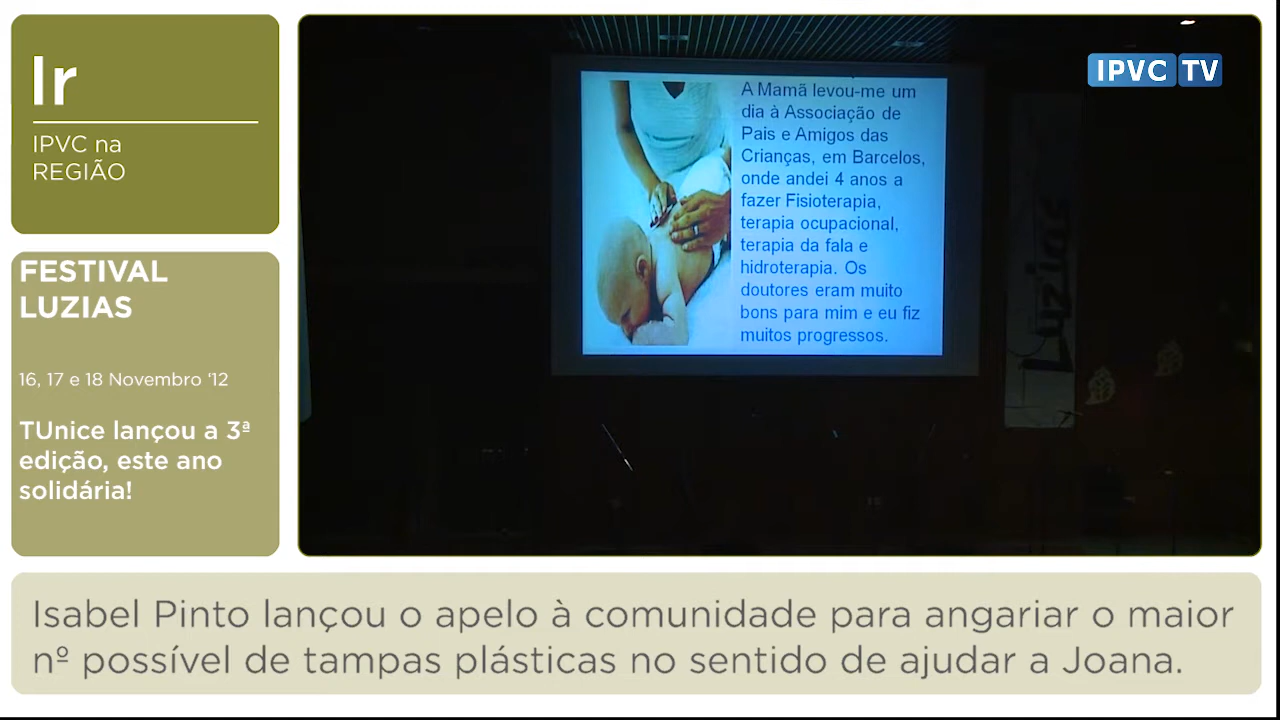 Ir
IPVC na
REGIÃO
FESTIVAL
LUZIAS
16, 17 e 18 Novembro '12
TUnice lançou a 3ª
edição, este ano
solidária!
IPVC TV
A Mamã levou-me um
dia à Associação de
Pais e Amigos das
Crianças, em Barcelos,
onde andei 4 anos a
fazer Fisioterapia,
terapia ocupacional,
terapia da fala e
hidroterapia. Os
doutores eram muito
bons para mim e eu fiz
muitos progressos.
Luzias
Isabel Pinto lançou o apelo à comunidade para angariar o maior
nº possível de tampas plásticas no sentido de ajudar a Joana.